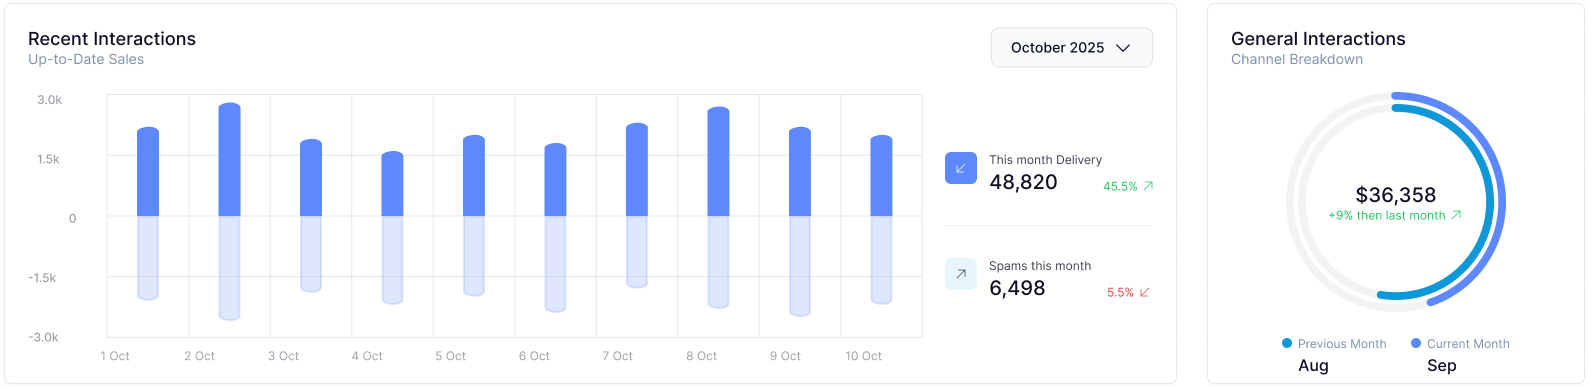 Recent Interactions
Up-to-Date Sales
October 2025
3.0k
1.5k
0
-1.5k
-3.0k
1 Oct 2 Oct 3 Oct 4 Oct 5 Oct 6 Oct 7 Oct 8 Oct 9 Oct 10 Oct
This month Delivery
48,820 45.5%
Spams this month
6,498 5.5%
General Interactions
Channel Breakdown
$36,358
+9% then last month
Previous Month Current Month
Aug Sep